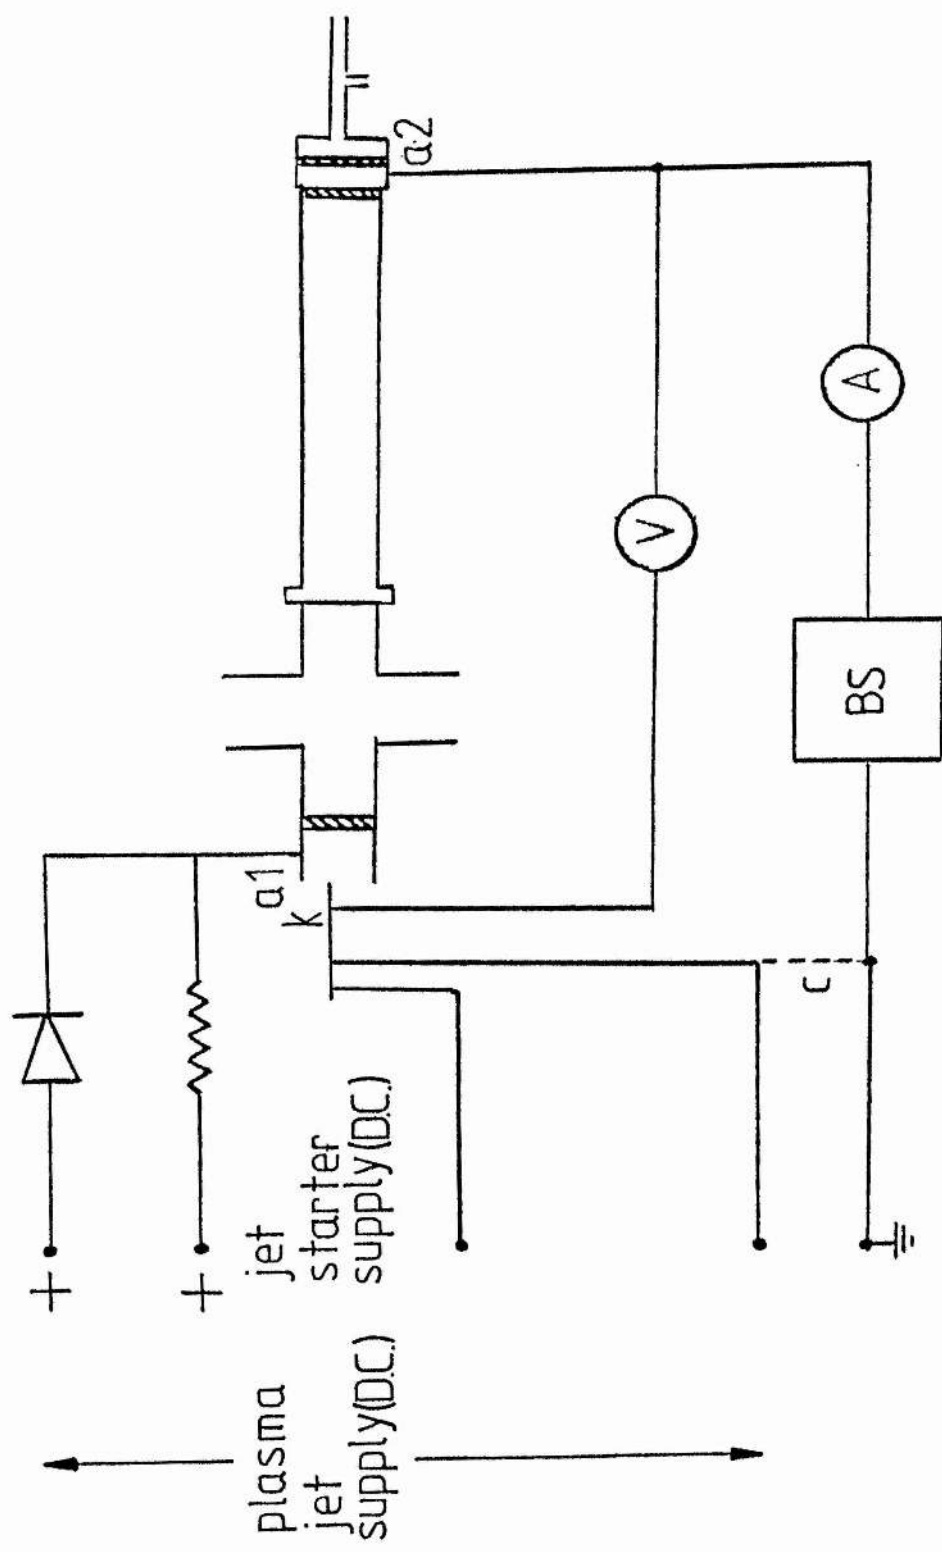 +
+
plasma
jet
supply(D.C.)
jet
starter
supply(D.C.)
a1
k
a2
V
A
C
BS